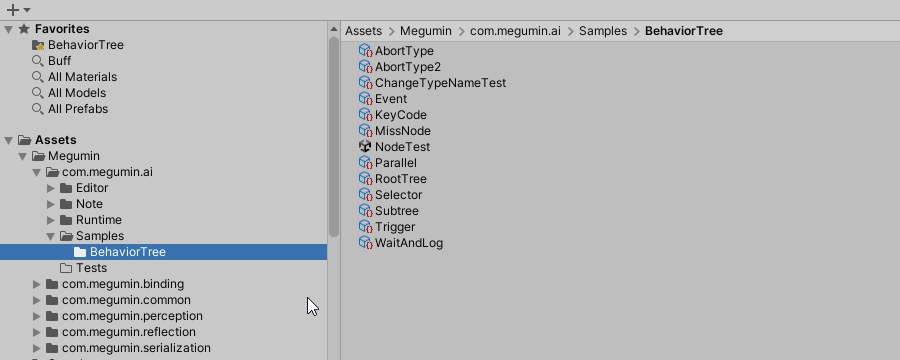 Favorites
BehaviorTree
Buff
All Materials
All Models
All Prefabs
Assets
Megumin
com.megumin.ai
Editor
Note
Runtime
Samples
BehaviorTree
Tests
com.megumin.binding
com.megumin.common
com.megumin.perception
com.megumin.reflection
com.megumin.serialization
Assets > Megumin > com.megumin.ai > Samples > BehaviorTree
AbortType
AbortType2
ChangeTypeNameTest
Event
KeyCode
MissNode
NodeTest
Parallel
RootTree
Selector
Subtree
Trigger
WaitAndLog